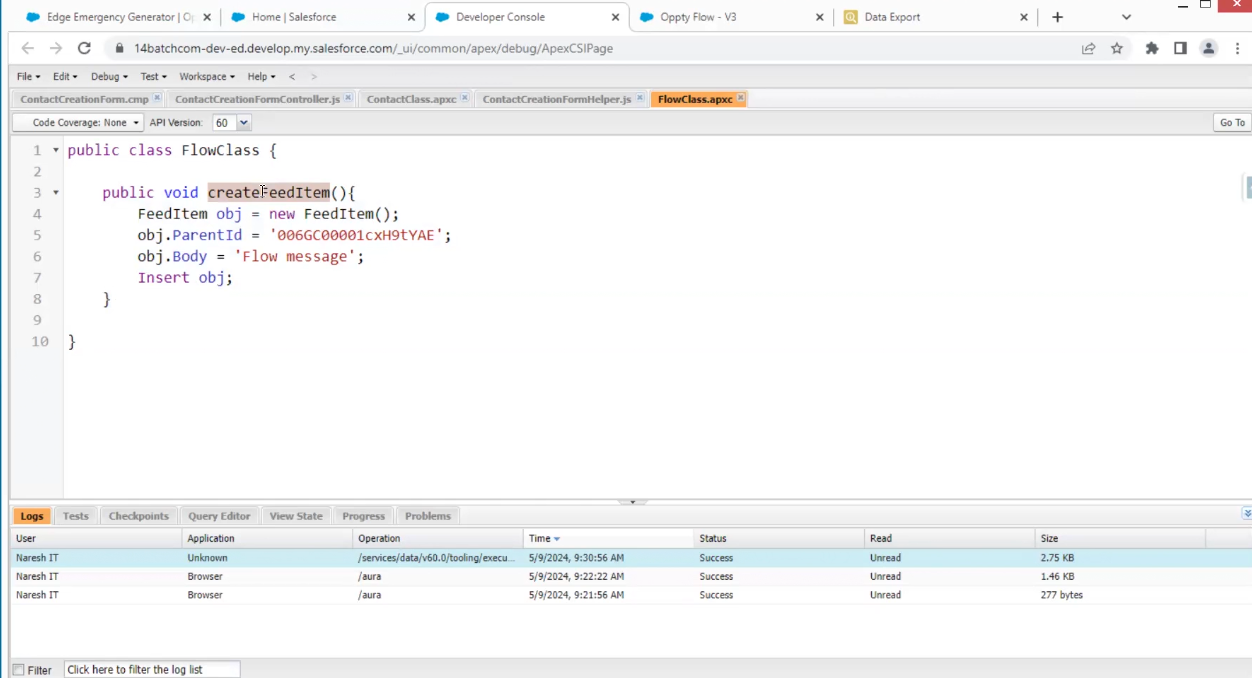 Edge Emergency Generator | O
Home | Salesforce
Developer Console
Oppty Flow - V3
Data Export
14batchcom-dev-ed.develop.my.salesforce.com/_ui/common/apex/debug/ApexCSIPage
File Edit Debug Test Workspace Help < >
ContactCreationForm.cmp
ContactCreationFormController.js
ContactClass.apxc
ContactCreationFormHelper.js
FlowClass.apxc
Code Coverage: None API Version: 60 Go To
1 public class FlowClass {
2
3 public void createFeedItem(){
4 FeedItem obj = new FeedItem();
5 obj.ParentId = '006GC00001cxH9tYAE';
6 obj.Body = 'Flow message';
7 Insert obj;
8 }
9
10 }
Logs Tests Checkpoints Query Editor View State Progress Problems
User Application Operation Time Status Read Size
Naresh IT Unknown /services/data/v60.0/tooling/execu... 5/9/2024, 9:30:56 AM Success Unread 2.75 KB
Naresh IT Browser /aura 5/9/2024, 9:22:22 AM Success Unread 1.46 KB
Naresh IT Browser /aura 5/9/2024, 9:21:56 AM Success Unread 277 bytes
Filter Click here to filter the log list